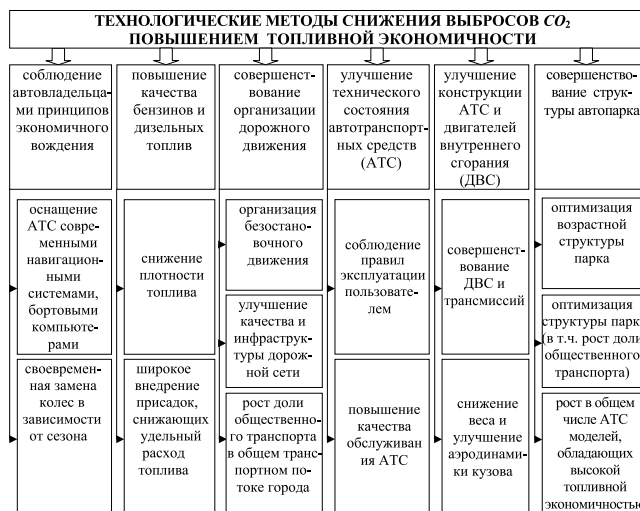 ТЕХНОЛОГИЧЕСКИЕ МЕТОДЫ СНИЖЕНИЯ ВЫБРОСОВ CO₂
ПОВЫШЕНИЕМ ТОПЛИВНОЙ ЭКОНОМИЧНОСТИ
соблюдение
автовладельца-
ами принципов
экономичного
вождения
повышение
качества
бензинов и
дизельных
топлив
совершенст-
вование
организации
дорожного
движения
улучшение
технического
состояния
автотранспорт-
ных средств
(АТС)
улучшение
конструкции
АТС и
двигателей
внутреннего
сгорания
(ДВС)
совершенство-
вание струк-
туры автопарка
оснащение
АТС совре-
менными
навигацион-
ными
системами,
бортовыми
компьюте-
рами
своевремен-
ная замена
колес в
зависимости
от сезона
снижение
плотности
топлива
широкое
внедрение
присадок,
снижающих
удельный
расход
топлива
организация
безостано-
вочного
движения
улучшение
качества и
инфраструк-
туры дорож-
ной сети
рост доли
общественно-
го транспорта
в общем тран-
спортном по-
токе города
соблюдение
правил
эксплуатации
пользовате-
лем
повышение
качества
обслужива-
ния АТС
совершенст-
вование
ДВС и
трансмиссий
снижение
веса и
улучшение
аэродинами-
ки кузова
оптимизация
возрастной
структуры
парка
оптимизация
структуры парка
(в т.ч. рост доли
общественного
транспорта)
рост в общем
числе АТС
моделей,
обладающих
высокой
топливной
экономичностью